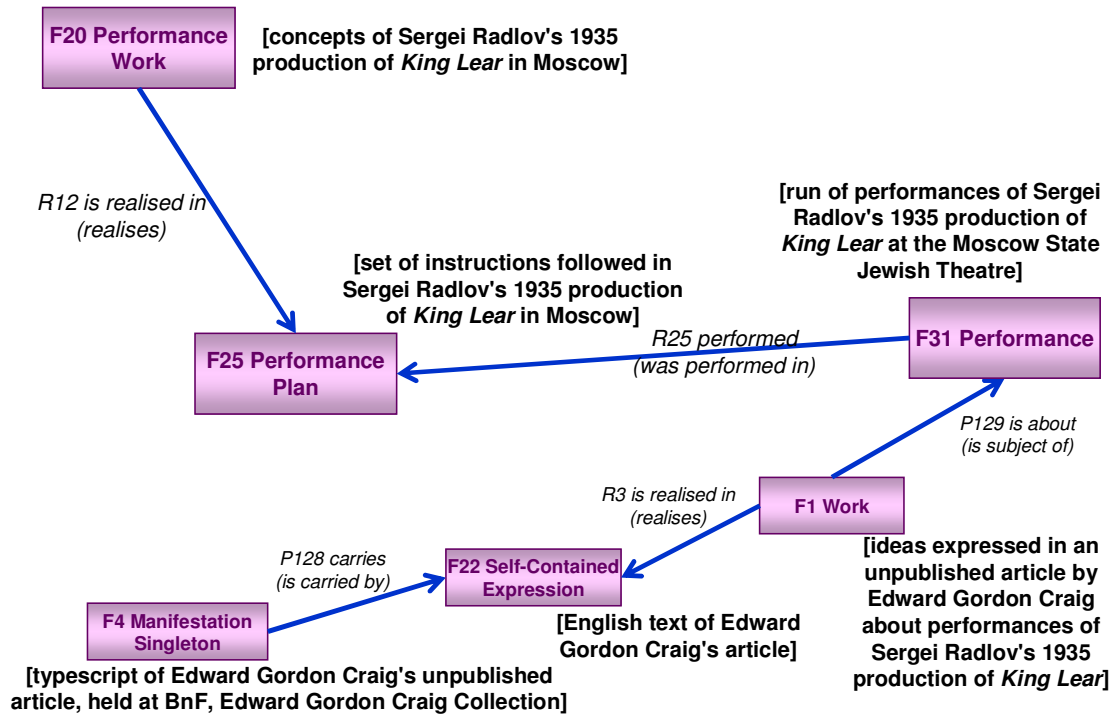 F20 Performance
Work
[concepts of Sergei Radlov's 1935
production of King Lear in Moscow]
R12 is realised in
(realises)
[run of performances of Sergei
Radlov's 1935 production of
King Lear at the Moscow State
Jewish Theatre]
[set of instructions followed in
Sergei Radlov's 1935 production
of King Lear in Moscow]
F25 Performance
Plan
R25 performed
(was performed in)
F31 Performance
P129 is about
(is subject of)
R3 is realised in
(realises)
F1 Work
[ideas expressed in an
unpublished article by
Edward Gordon Craig
about performances of
Sergei Radlov's 1935
production of King Lear]
P128 carries
(is carried by)
F22 Self-Contained
Expression
[English text of Edward
Gordon Craig's article]
F4 Manifestation
Singleton
[typescript of Edward Gordon Craig's unpublished
article, held at BnF, Edward Gordon Craig Collection]